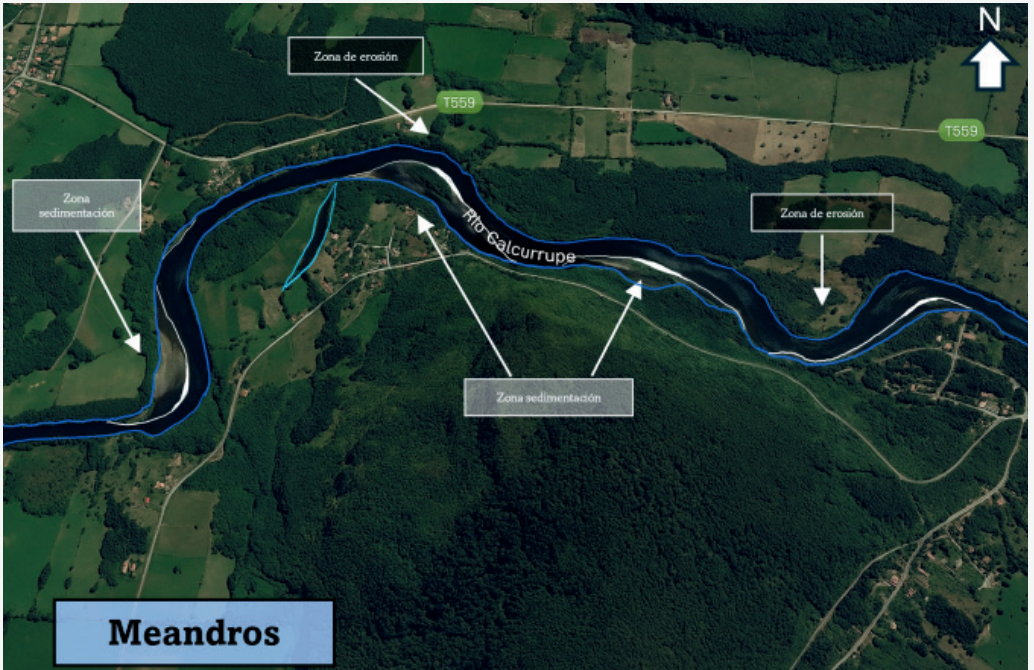 N
Zona de erosión
T559
T559
Zona
sedimentación
Zona de erosión
Río Calcurrupe
Zona sedimentación
Meandros